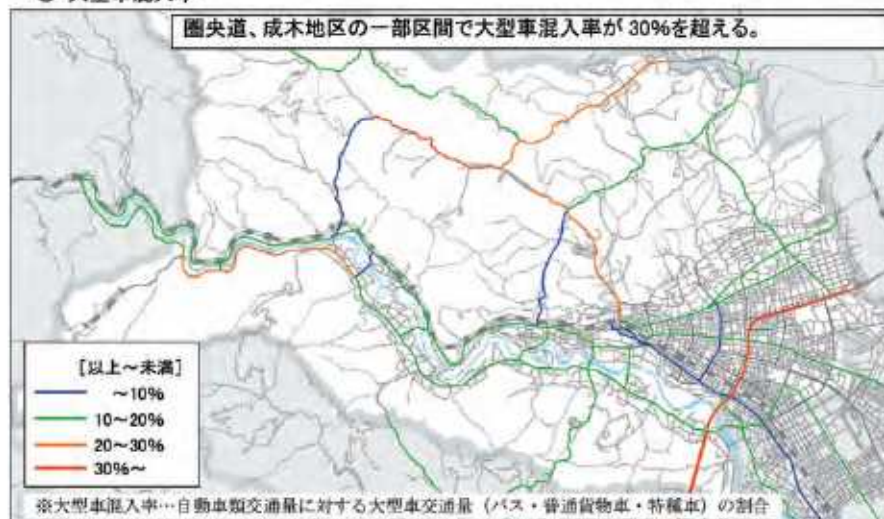 圏央道、成木地区の一部区間で大型車混入率が 30%を超える。
[以上~未満]
~10%
10~20%
20~30%
30%~
※大型車混入率…自動車類交通量に対する大型車交通量（バス・普通貨物車・特種車）の割合